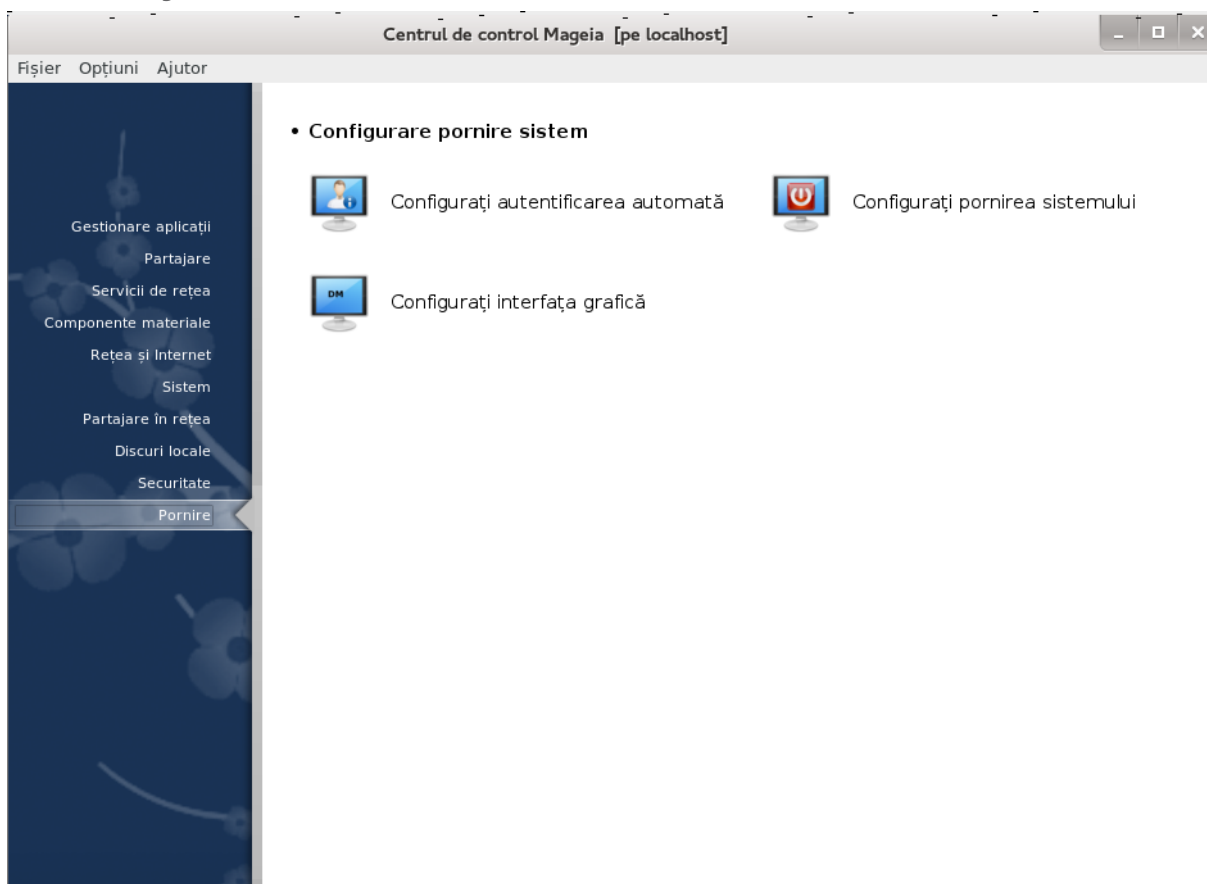 Centrul de control Mageia [pe localhost]
Fișier Opțiuni Ajutor
Gestionare aplicații
Partajare
Servicii de rețea
Componente materiale
Rețea și Internet
Sistem
Partajare în rețea
Discuri locale
Securitate
Pornire
• Configurare pornire sistem
Configurați autentificarea automată
Configurați pornirea sistemului
DM
Configurați interfața grafică